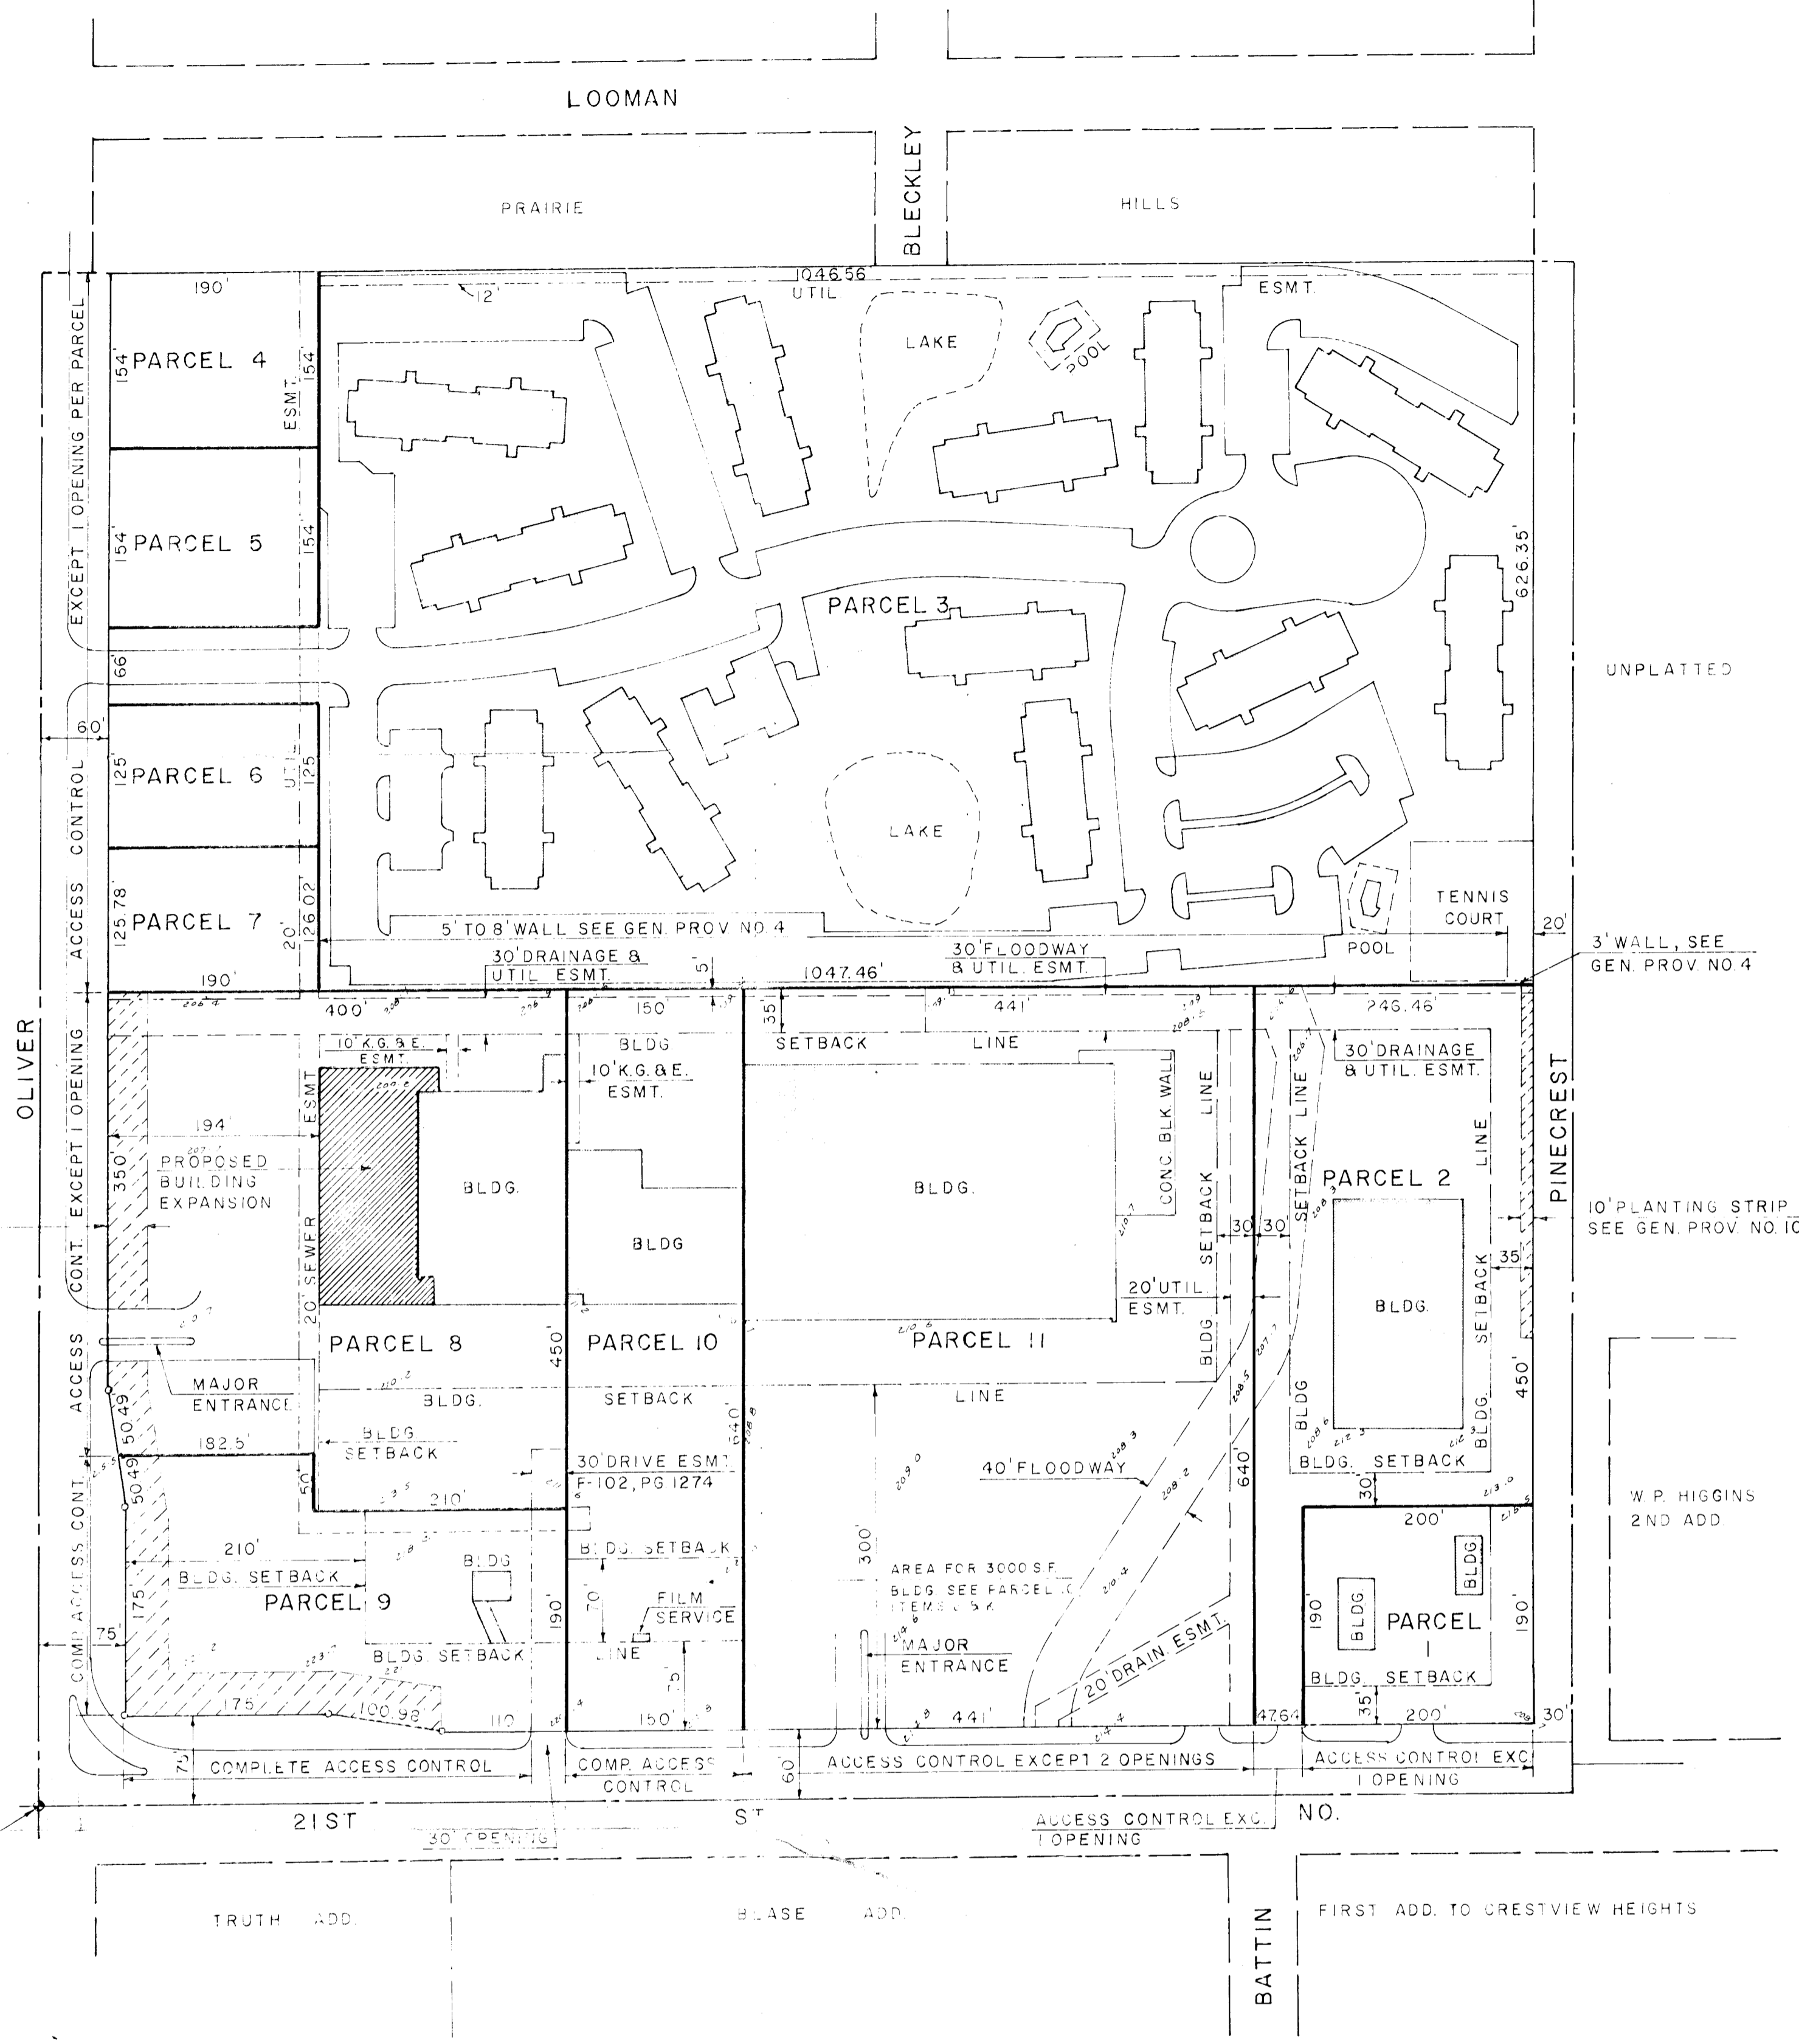 LOOMAN
BLECKLEY
PRAIRIE
HILLS
1046.56
UTIL.
ESMT.
12'
190'
154'
PARCEL 4
154'
ESMT.
EXCEPT 1 OPENING PER PARCEL
LAKE
POOL
154'
PARCEL 5
154'
626.35'
PARCEL 3
66'
UNPLATTED
60'
125'
PARCEL 6
UTIL.
125'
ACCESS CONTROL
LAKE
125.78'
PARCEL 7
20'
126.02'
190'
TENNIS
COURT
POOL
20'
5' TO 8' WALL SEE GEN. PROV. NO. 4
30' DRAINAGE &
UTIL. ESMT.
5'
1047.46'
30' FLOODWAY
& UTIL. ESMT.
3' WALL, SEE
GEN. PROV. NO. 4
OLIVER
400'
150'
35'
441'
246.46'
10' K.G. & E.
ESMT.
BLDG
SETBACK
LINE
10' K.G. & E.
ESMT.
30' DRAINAGE
& UTIL. ESMT.
CONT. EXCEPT 1 OPENING
194'
350'
PROPOSED
BUILDING
EXPANSION
20' SEWER
ESMT
BLDG.
BLDG
BLDG.
CONC. BLK. WALL
BLDG SETBACK LINE
30'
30'
BLDG SETBACK LINE
PARCEL 2
BLDG.
BLDG. SETBACK LINE
35'
PINECREST
10' PLANTING STRIP
SEE GEN. PROV. NO. 10
20' UTIL.
ESMT.
PARCEL 8
450'
PARCEL 10
PARCEL 11
450'
ACCESS
MAJOR
ENTRANCE
50.49'
50.49'
182.5'
50'
BLDG.
SETBACK
LINE
BLDG.
SETBACK
210'
640'
30' DRIVE ESMT.
F-102, PG. 1274
40' FLOODWAY
640'
BLDG. SETBACK
30'
W. P. HIGGINS
2ND ADD.
COMP. ACCESS CONT.
210'
BLDG. SETBACK
PARCEL 9
175'
75'
BLDG
BLDG. SETBACK
190'
BLDG. SETBACK
70'
FILM
SERVICE
LINE
35'
300'
AREA FOR 3000 S.F.
BLDG. SEE PARCEL
MAJOR
ENTRANCE
20' DRAIN. ESMT.
200'
190'
BLDG.
BLDG.
PARCEL
1
190'
BLDG. SETBACK
35'
175'
100.98'
110'
150'
441'
47.64
200'
30'
COMPLETE ACCESS CONTROL
COMP. ACCESS
CONTROL
60'
ACCESS CONTROL EXCEPT 2 OPENINGS
ACCESS CONTROL EXC
1 OPENING
21ST
ST
NO.
30' OPENING
ACCESS CONTROL EXC.
1 OPENING
TRUTH ADD.
BLASE ADD.
BATTIN
FIRST ADD. TO CRESTVIEW HEIGHTS